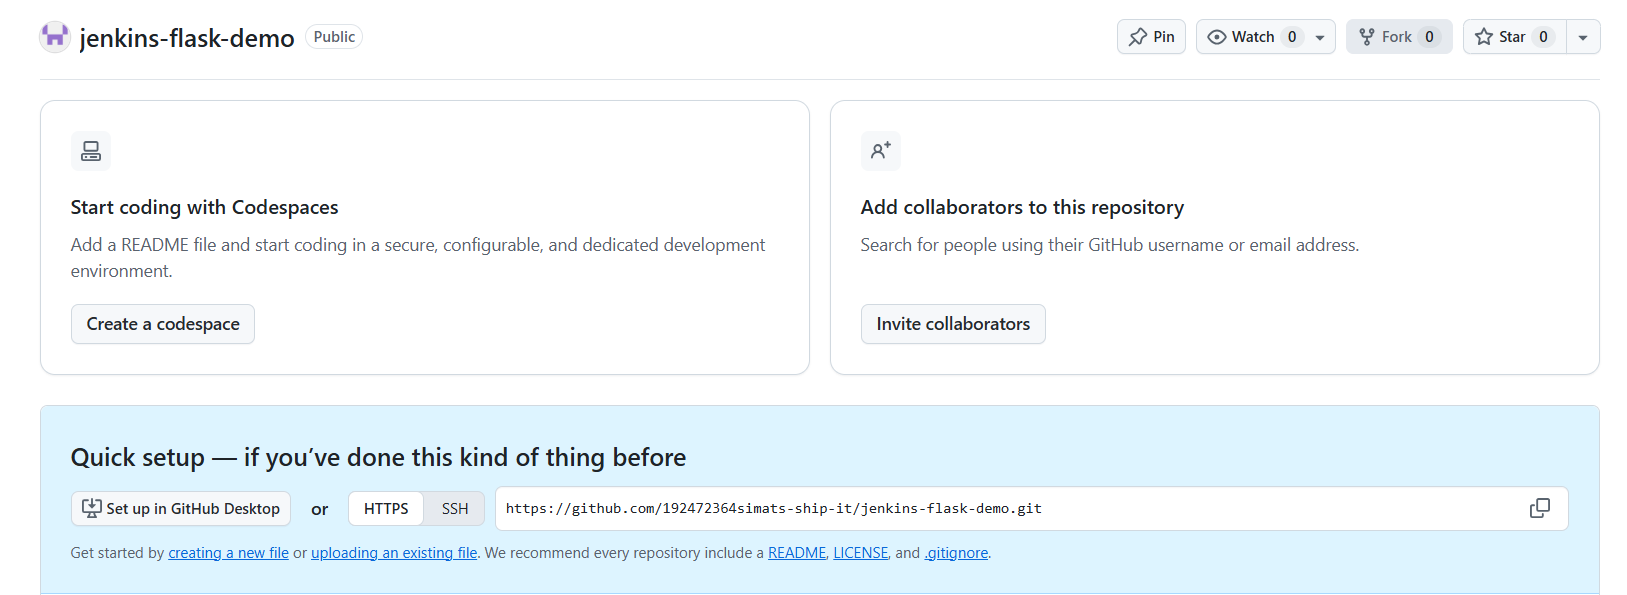 jenkins-flask-demo Public
Pin Watch 0 Fork 0 Star 0
Start coding with Codespaces
Add a README file and start coding in a secure, configurable, and dedicated development
environment.
Create a codespace
Add collaborators to this repository
Search for people using their GitHub username or email address.
Invite collaborators
Quick setup — if you’ve done this kind of thing before
Set up in GitHub Desktop or HTTPS SSH https://github.com/192472364simats-ship-it/jenkins-flask-demo.git
Get started by creating a new file or uploading an existing file. We recommend every repository include a README, LICENSE, and .gitignore.